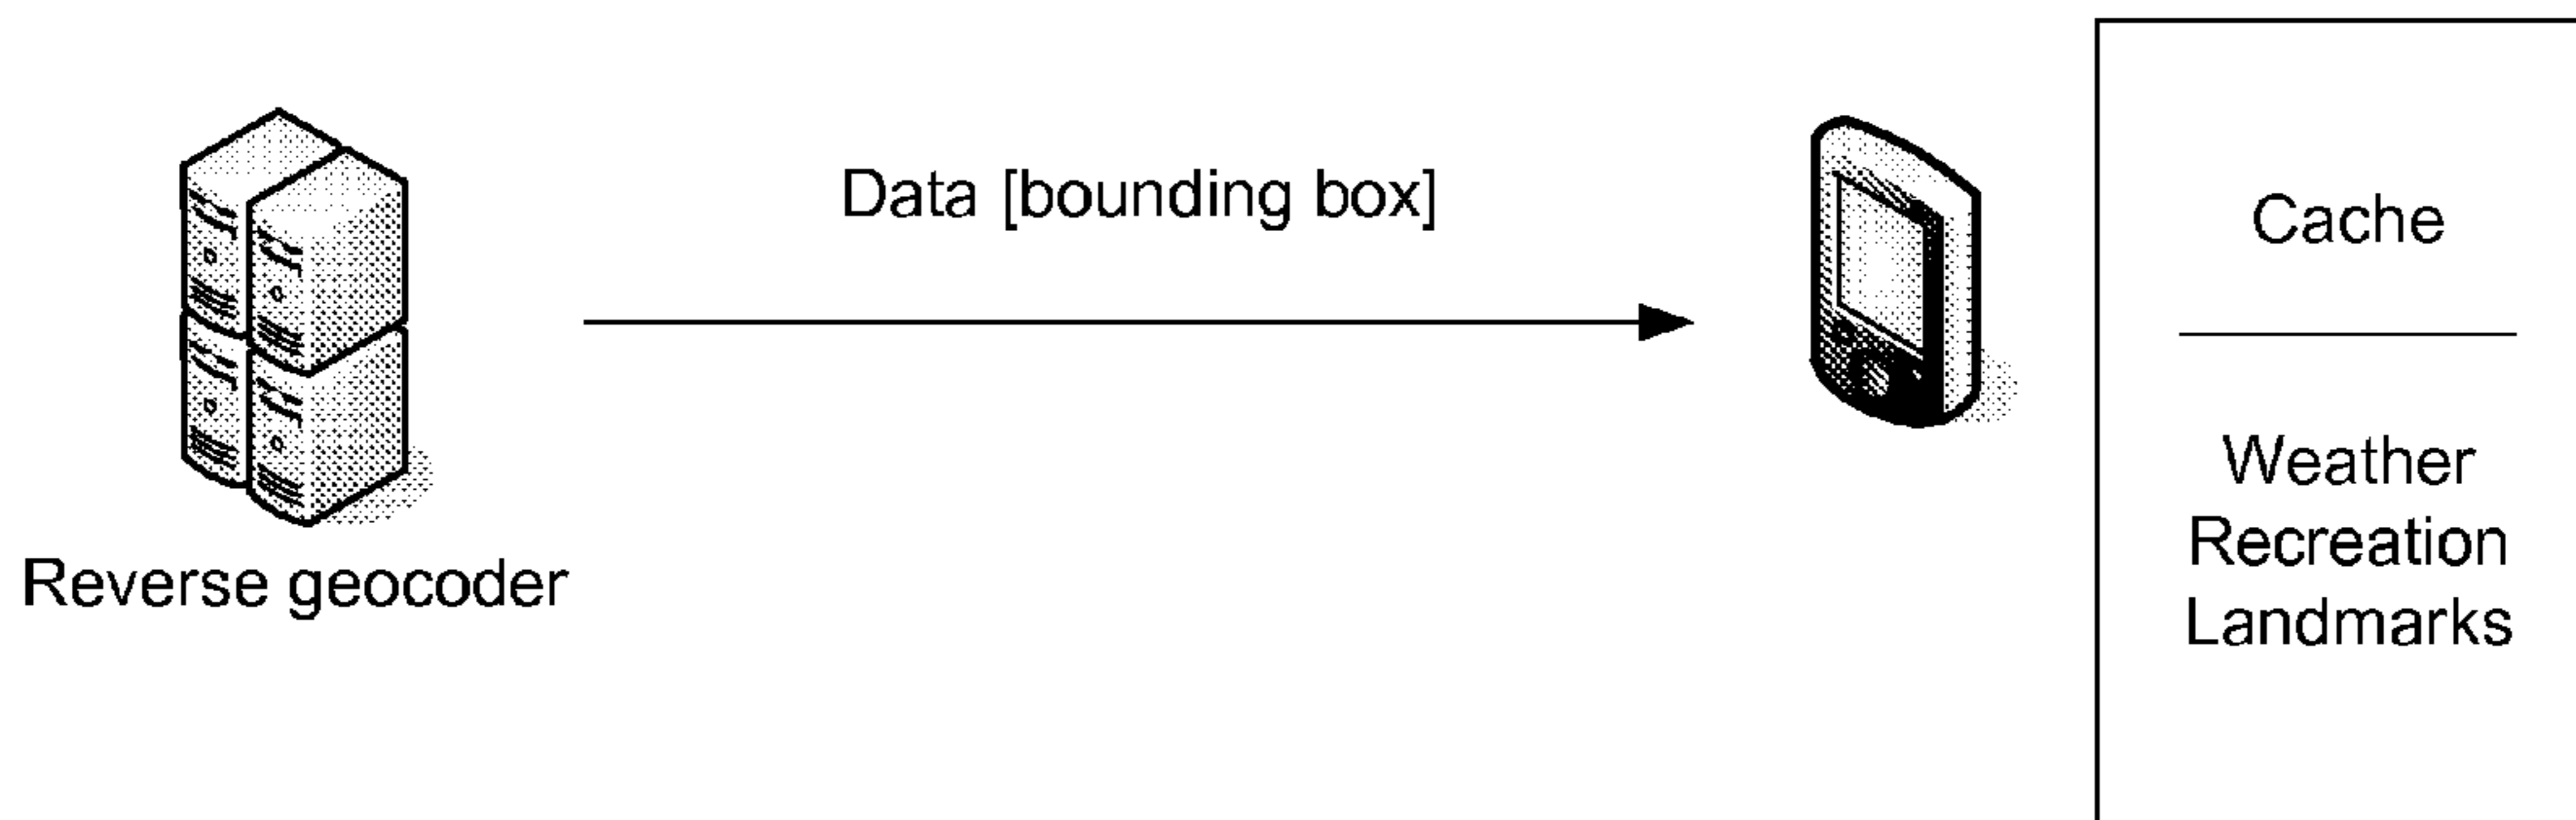 Reverse geocoder
Data [bounding box]
Cache
Weather
Recreation
Landmarks